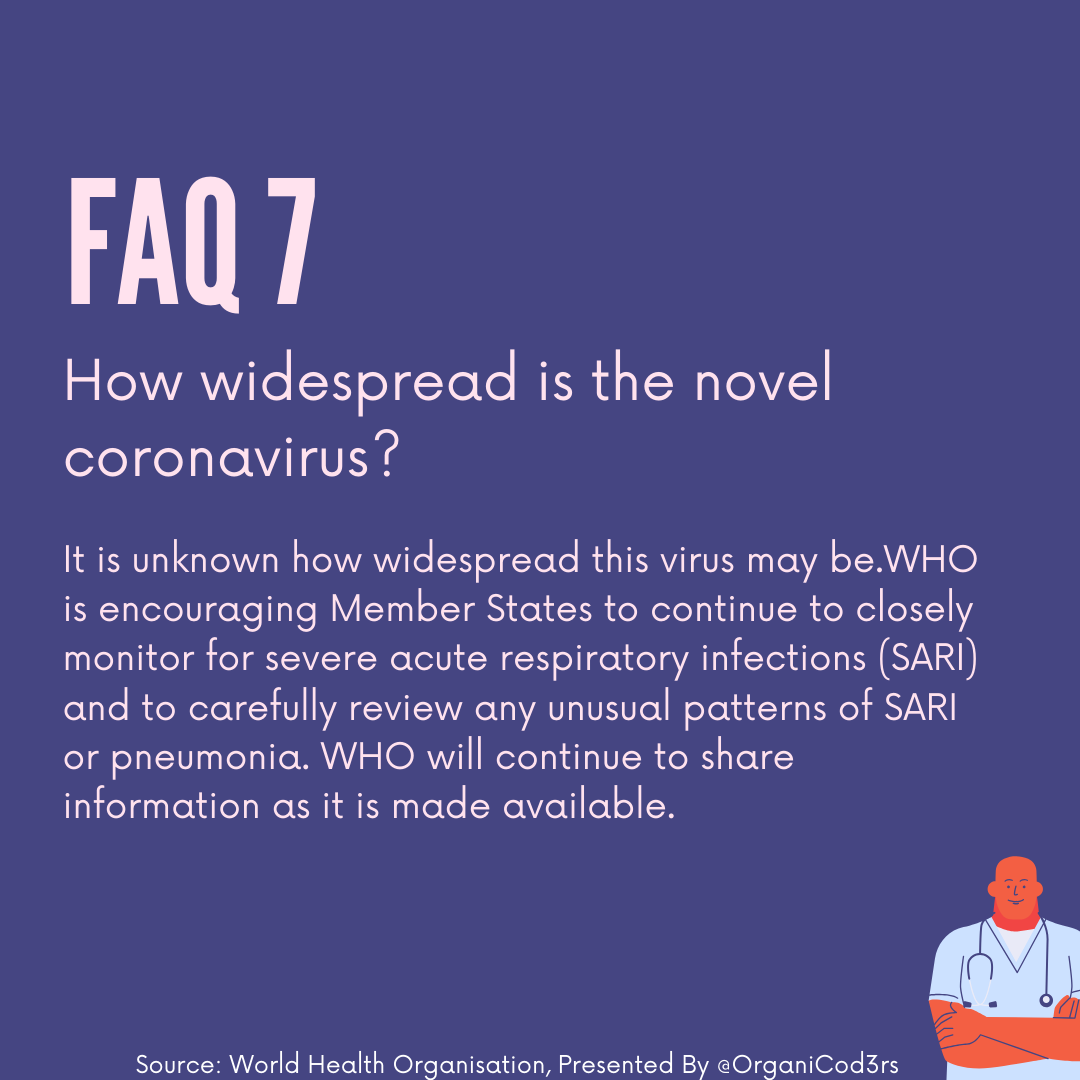 FAQ 7
How widespread is the novel
coronavirus?
It is unknown how widespread this virus may be.WHO
is encouraging Member States to continue to closely
monitor for severe acute respiratory infections (SARI)
and to carefully review any unusual patterns of SARI
or pneumonia. WHO will continue to share
information as it is made available.
Source: World Health Organisation, Presented By @OrganiCod3rs